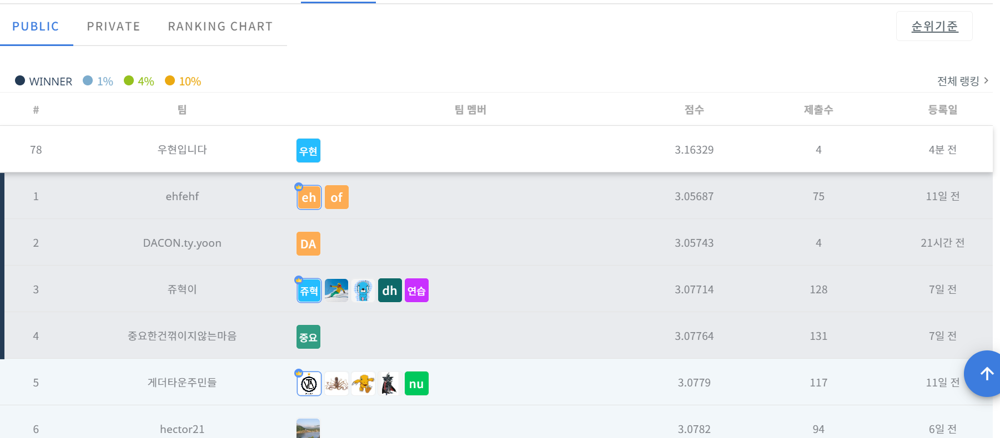 PUBLIC PRIVATE RANKING CHART 순위기준
WINNER 1% 4% 10% 전체 랭킹 >
# 팀 팀 멤버 점수 제출수 등록일
78 우현입니다 우현 3.16329 4 4분 전
1 ehfehf eh of 3.05687 75 11일 전
2 DACON.ty.yoon DA 3.05743 4 21시간 전
3 쥬혁이 쥬혁 dh 연습 3.07714 128 7일 전
4 중요한건꺾이지않는마음 중요 3.07764 131 7일 전
5 게더타운주민들 nu 3.0779 117 11일 전
6 hector21 3.0782 94 6일 전